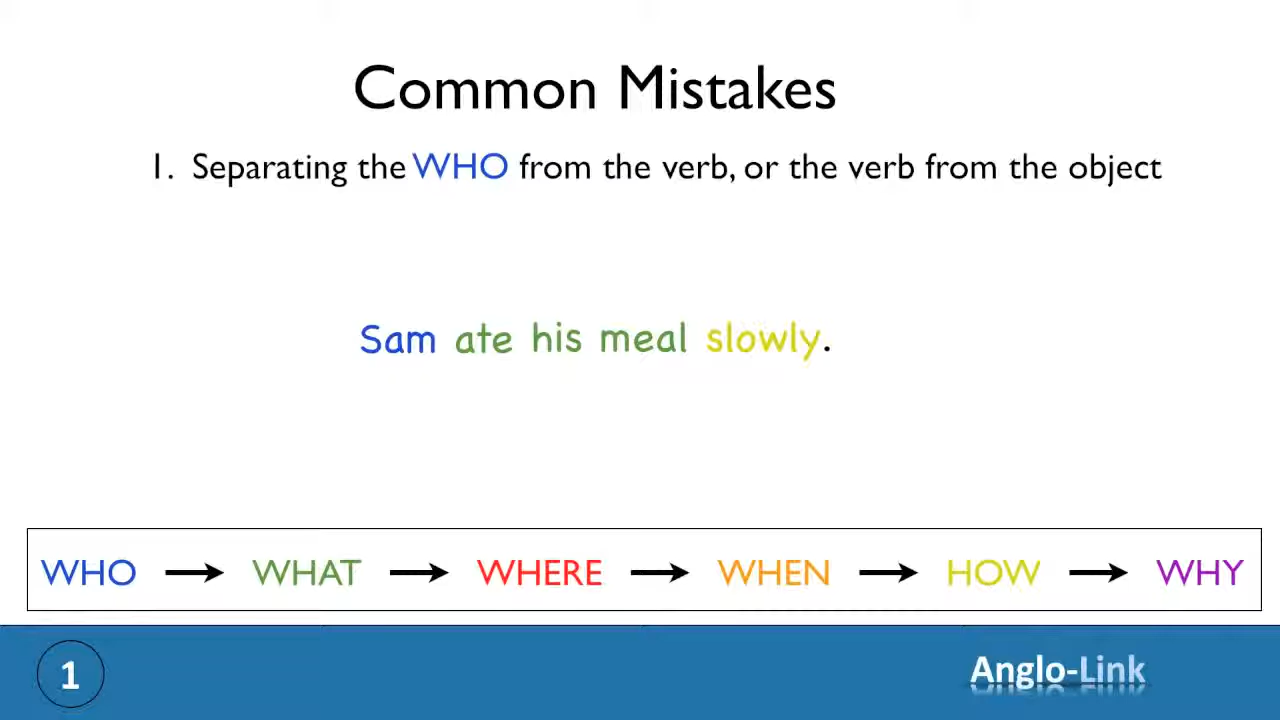 Common Mistakes
1. Separating the WHO from the verb, or the verb from the object
Sam ate his meal slowly.
WHO → WHAT → WHERE → WHEN → HOW → WHY
1
Anglo-Link